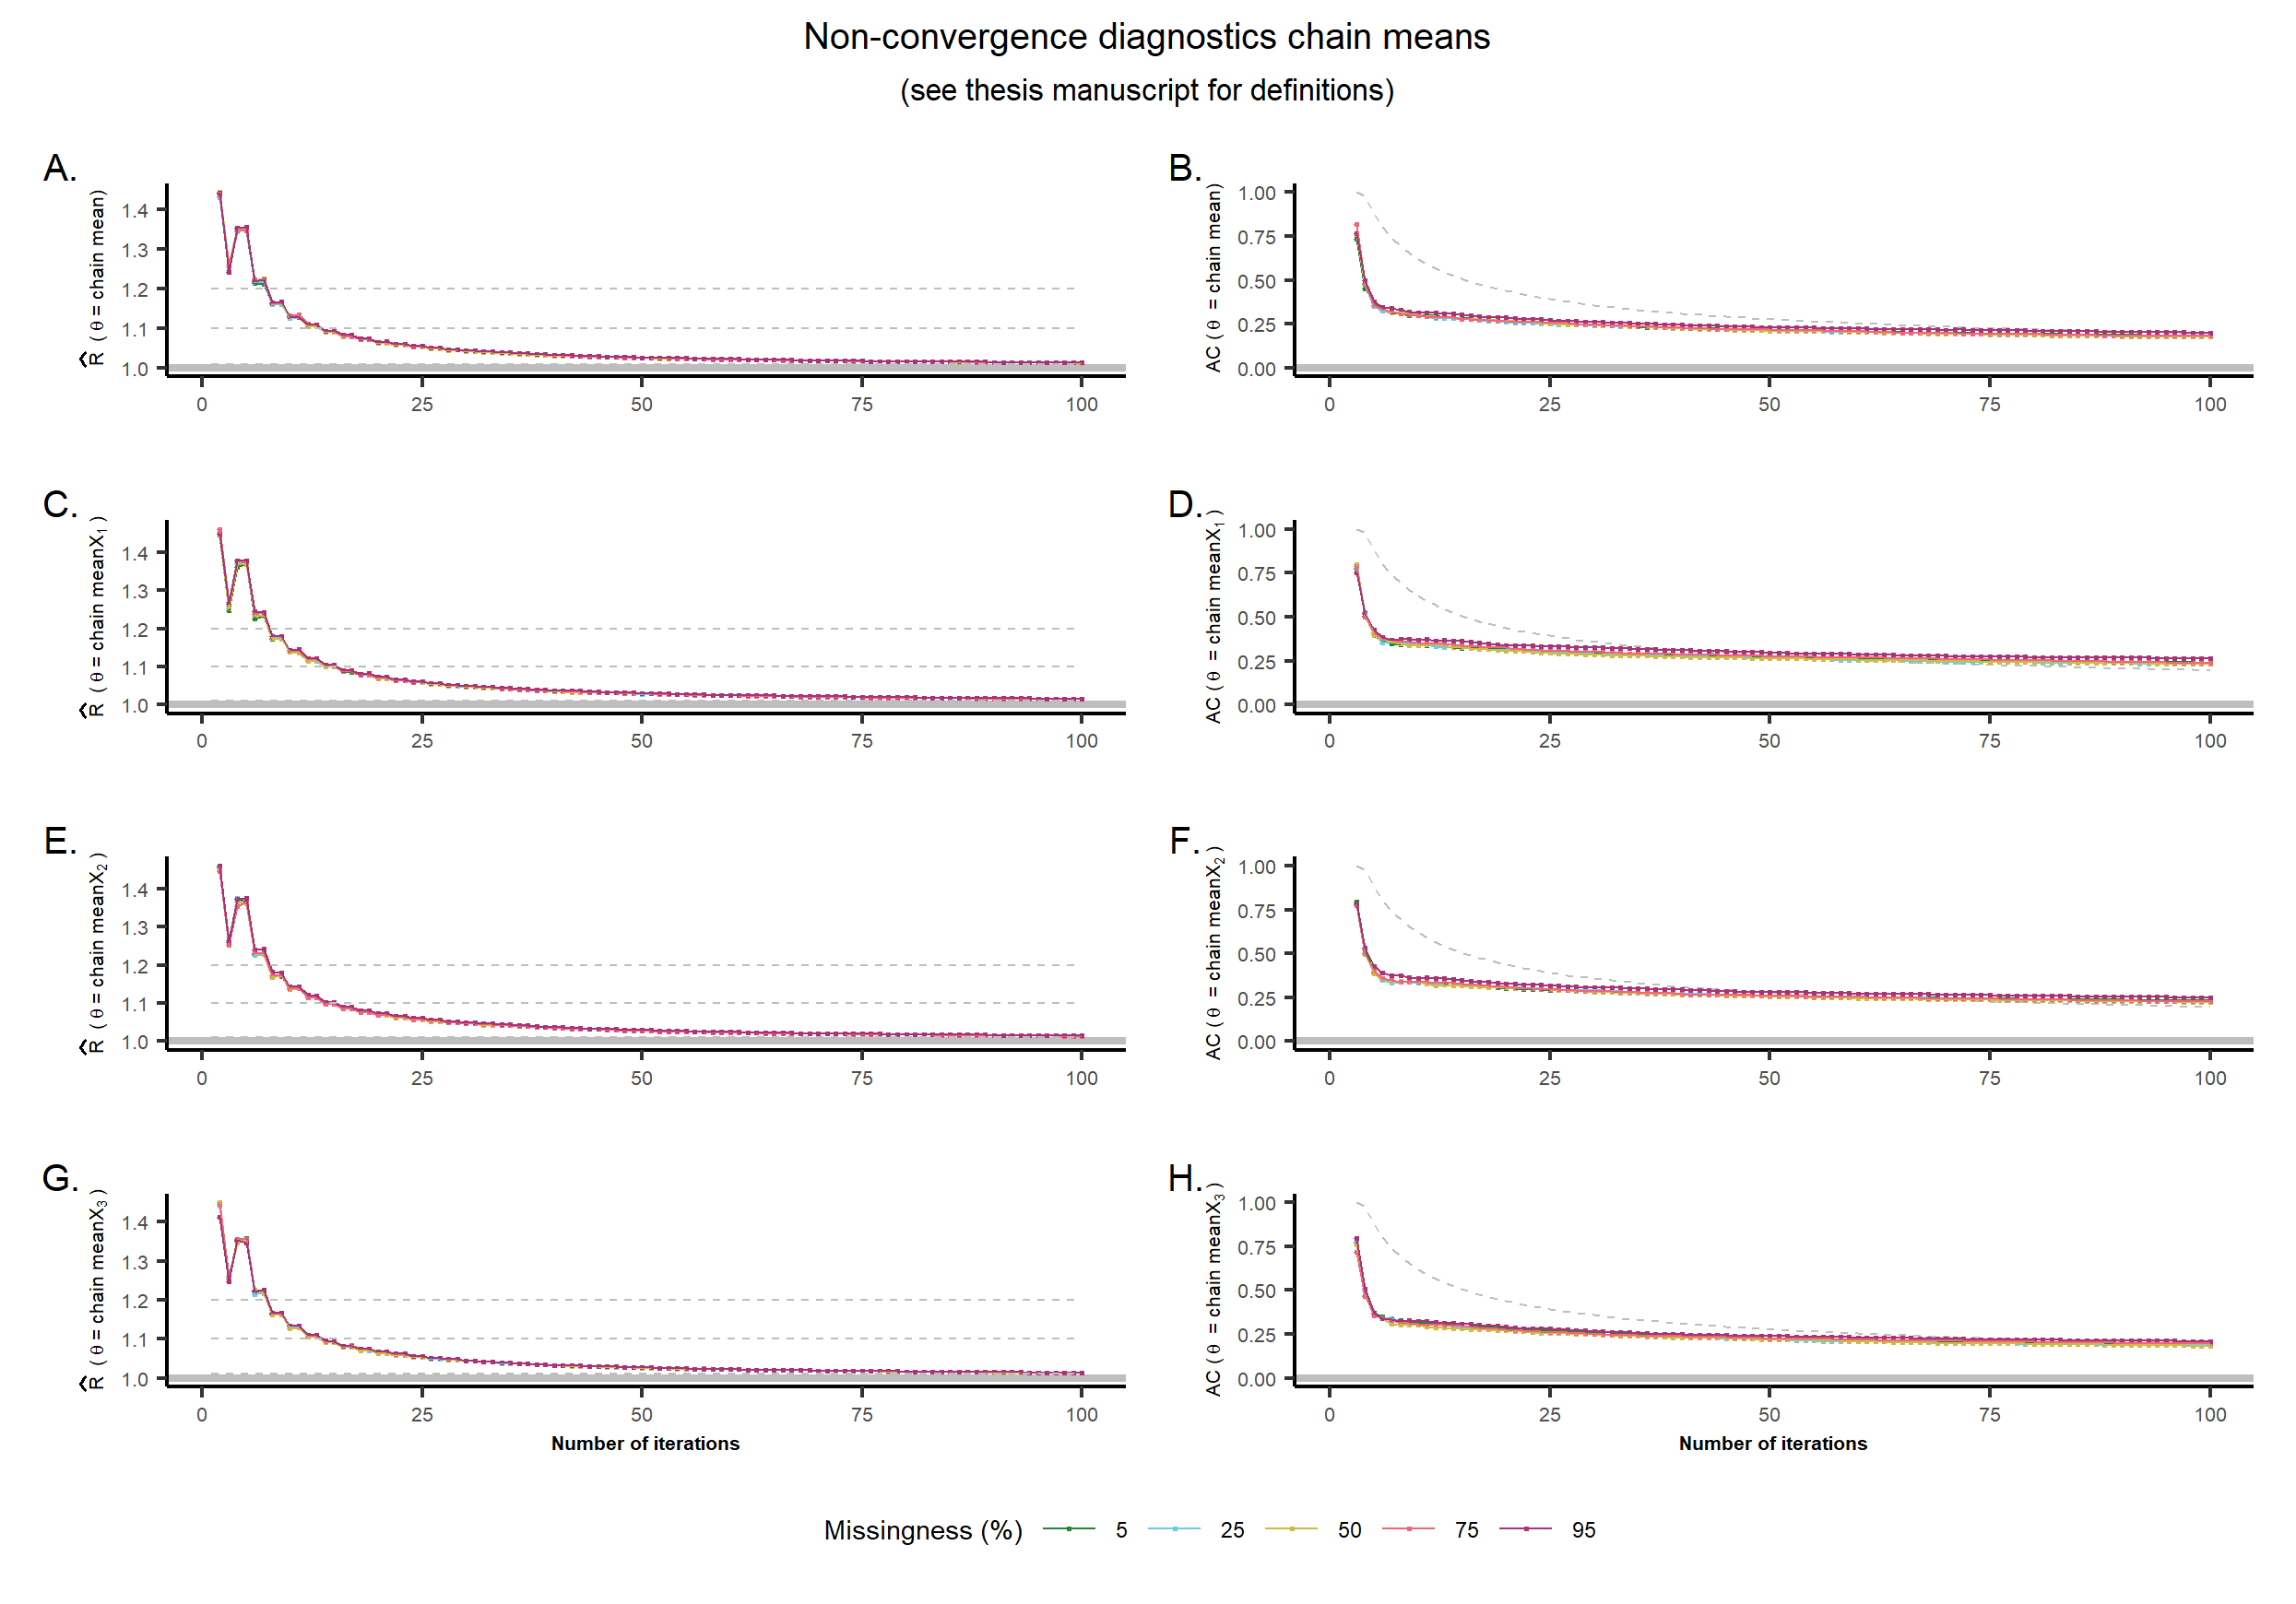 Non-convergence diagnostics chain means
(see thesis manuscript for definitions)
A.
R̂ ( θ = chain mean)
1.4
1.3
1.2
1.1
1.0
0 25 50 75 100
B.
AC ( θ = chain mean)
1.00
0.75
0.50
0.25
0.00
0 25 50 75 100
C.
R̂ ( θ = chain meanX₁ )
1.4
1.3
1.2
1.1
1.0
0 25 50 75 100
D.
AC ( θ = chain meanX₁ )
1.00
0.75
0.50
0.25
0.00
0 25 50 75 100
E.
R̂ ( θ = chain meanX₂ )
1.4
1.3
1.2
1.1
1.0
0 25 50 75 100
F.
AC ( θ = chain meanX₂ )
1.00
0.75
0.50
0.25
0.00
0 25 50 75 100
G.
R̂ ( θ = chain meanX₃ )
1.4
1.3
1.2
1.1
1.0
0 25 50 75 100
Number of iterations
H.
AC ( θ = chain meanX₃ )
1.00
0.75
0.50
0.25
0.00
0 25 50 75 100
Number of iterations
Missingness (%) 5 25 50 75 95